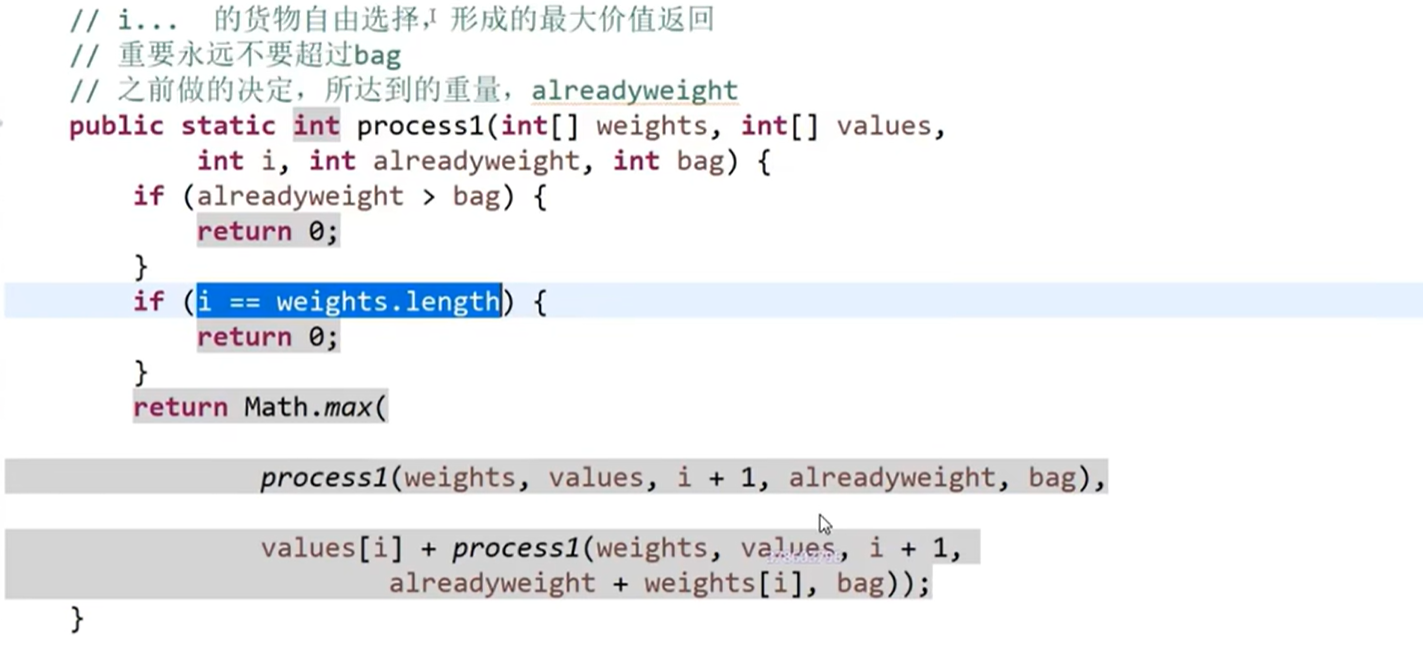 // i... 的货物自由选择, 形成的最大价值返回
// 重要永远不要超过bag
// 之前做的决定, 所达到的重量, alreadyweight
public static int process1(int[] weights, int[] values,
int i, int alreadyweight, int bag) {
if (alreadyweight > bag) {
return 0;
}
if (i == weights.length) {
return 0;
}
return Math.max(
process1(weights, values, i + 1, alreadyweight, bag),
values[i] + process1(weights, values, i + 1,
alreadyweight + weights[i], bag));
}